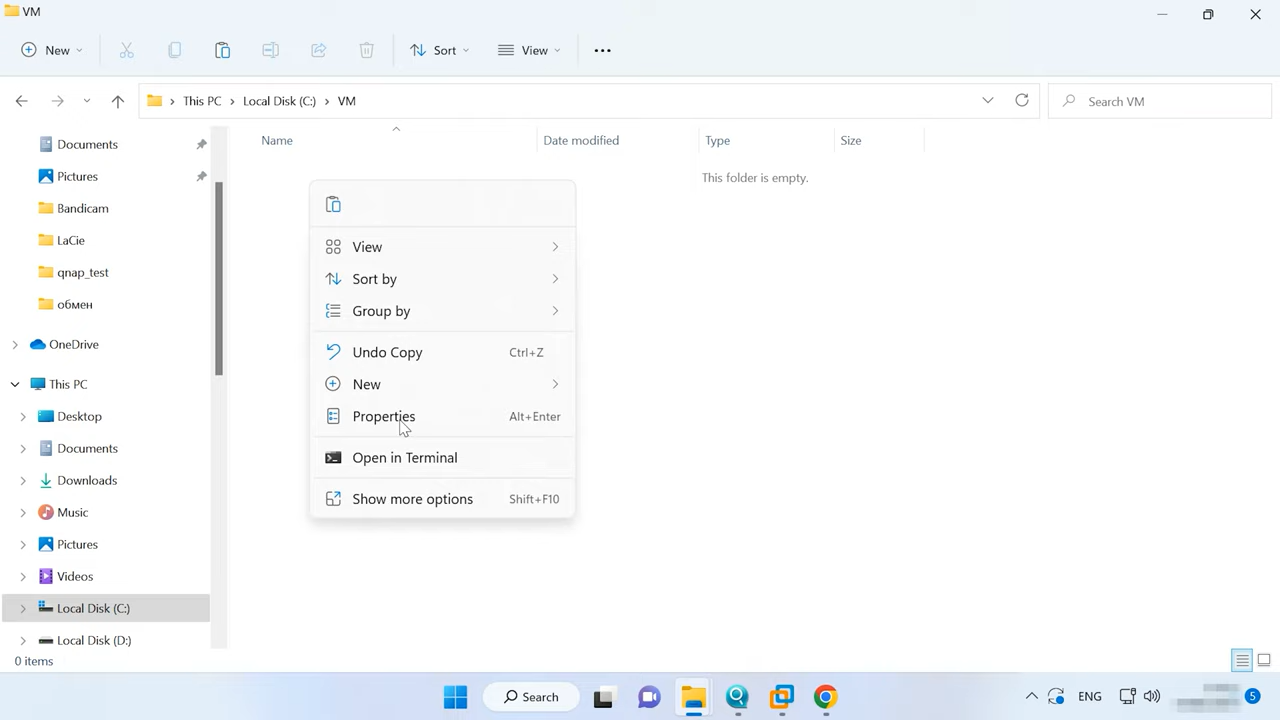 VM
New
Sort
View
This PC
Local Disk (C:)
VM
Search VM
Name
Date modified
Type
Size
This folder is empty.
Documents
Pictures
Bandicam
LaCie
qnap_test
обмен
OneDrive
This PC
Desktop
Documents
Downloads
Music
Pictures
Videos
Local Disk (C:)
Local Disk (D:)
View
Sort by
Group by
Undo Copy Ctrl+Z
New
Properties Alt+Enter
Open in Terminal
Show more options Shift+F10
0 items
Search
ENG
5